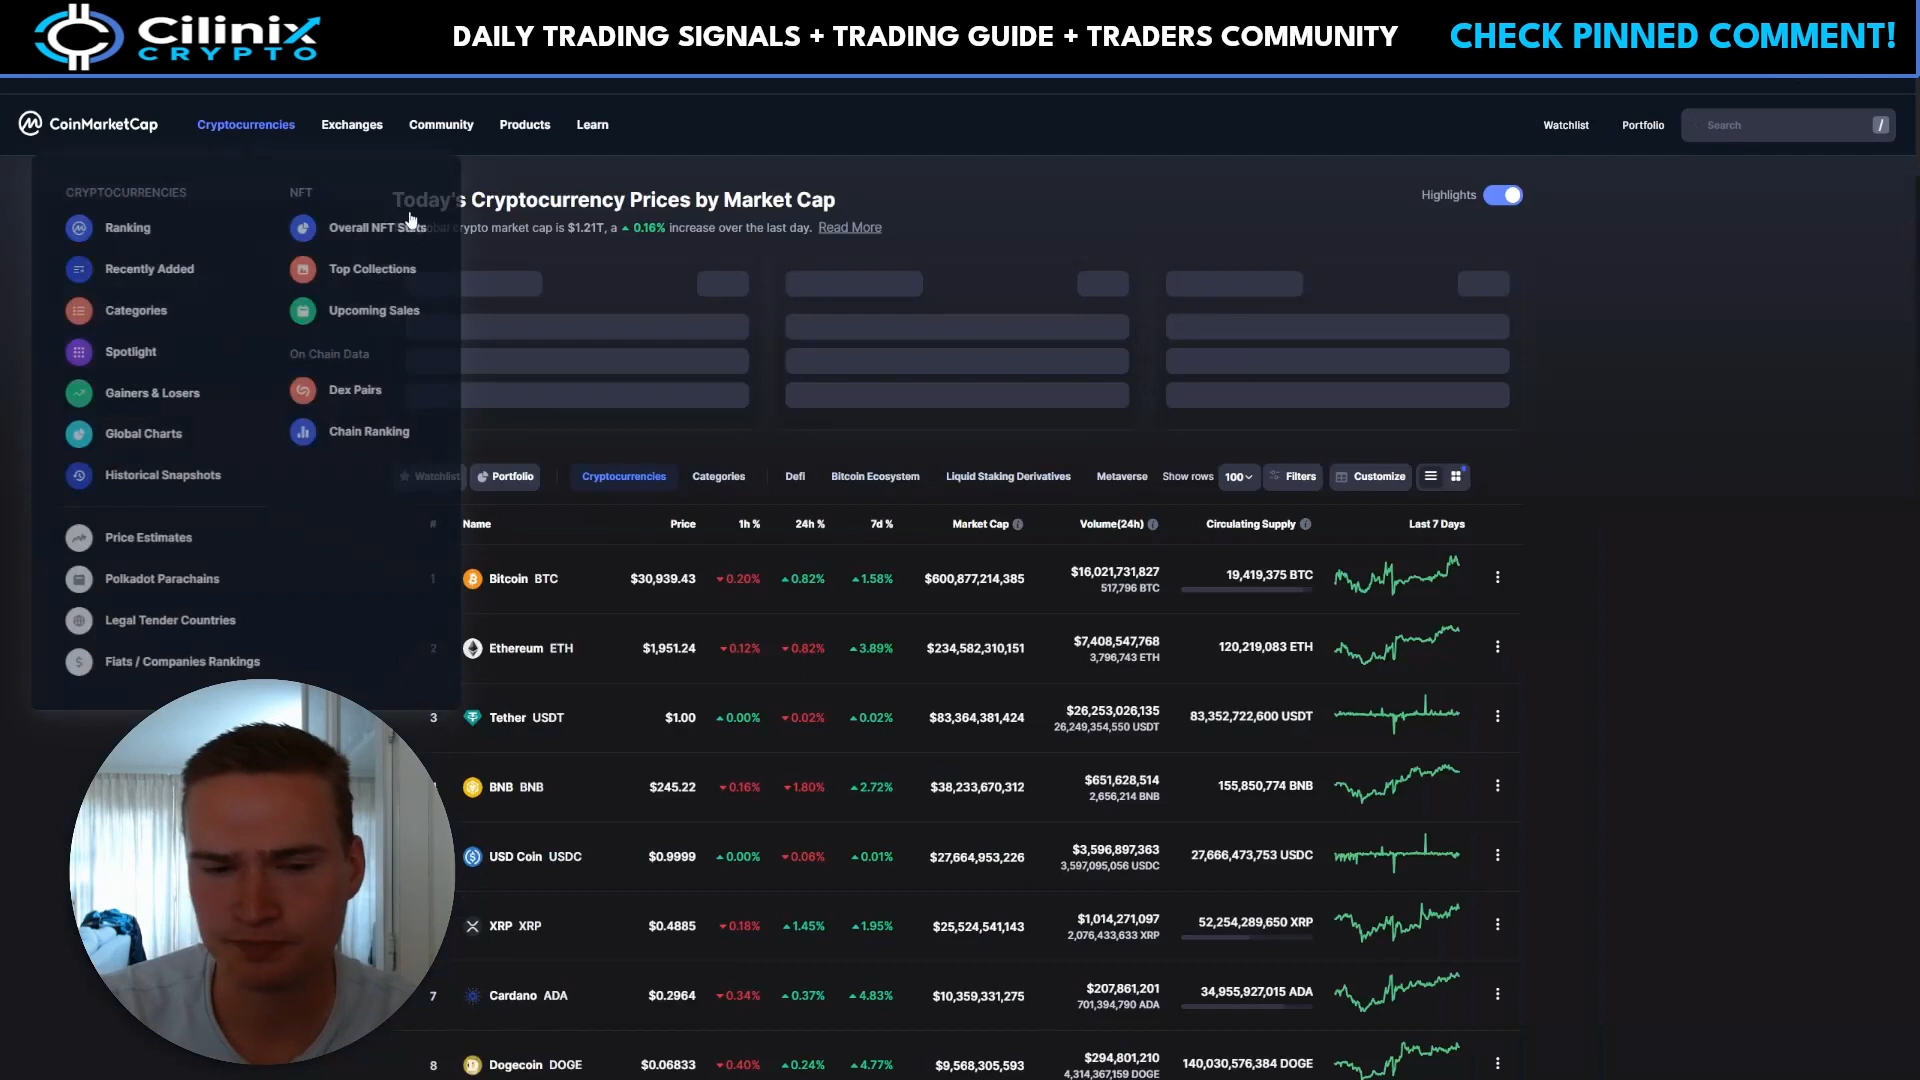 Cilinix
CRYPTO
DAILY TRADING SIGNALS + TRADING GUIDE + TRADERS COMMUNITY
CHECK PINNED COMMENT!
CoinMarketCap
Cryptocurrencies
Exchanges
Community
Products
Learn
Watchlist
Portfolio
Search
/
CRYPTOCURRENCIES
Ranking
Recently Added
Categories
Spotlight
Gainers & Losers
Global Charts
Historical Snapshots
Price Estimates
Polkadot Parachains
Legal Tender Countries
Fiats / Companies Rankings
NFT
Overall NFT Stats
Top Collections
Upcoming Sales
On Chain Data
Dex Pairs
Chain Ranking
Today's Cryptocurrency Prices by Market Cap
crypto market cap is $1.21T, a 0.16% increase over the last day. Read More
Highlights
Watchlist
Portfolio
Cryptocurrencies
Categories
Defi
Bitcoin Ecosystem
Liquid Staking Derivatives
Metaverse
Show rows
100
Filters
Customize
# Name Price 1h % 24h % 7d % Market Cap Volume(24h) Circulating Supply Last 7 Days
1 Bitcoin BTC $30,939.43 0.20% 0.82% 1.58% $600,877,214,385 $16,021,731,827 19,419,375 BTC
517,796 BTC
2 Ethereum ETH $1,951.24 0.12% 0.82% 3.89% $234,582,310,151 $7,408,547,768 120,219,083 ETH
3,796,743 ETH
3 Tether USDT $1.00 0.00% 0.02% 0.02% $83,364,381,424 $26,253,026,135 83,352,722,600 USDT
26,249,354,550 USDT
BNB BNB $245.22 0.16% 1.80% 2.72% $38,233,670,312 $651,628,514 155,850,774 BNB
2,656,214 BNB
USD Coin USDC $0.9999 0.00% 0.06% 0.01% $27,664,953,226 $3,596,897,363 27,666,473,753 USDC
3,597,095,056 USDC
XRP XRP $0.4885 0.18% 1.45% 1.95% $25,524,541,143 $1,014,271,097 52,254,289,650 XRP
2,076,433,633 XRP
7 Cardano ADA $0.2964 0.34% 0.37% 4.83% $10,359,331,275 $207,861,201 34,955,927,015 ADA
701,394,790 ADA
8 Dogecoin DOGE $0.06833 0.40% 0.24% 4.77% $9,568,305,593 $294,801,210 140,030,576,384 DOGE
4,314,367,159 DOGE